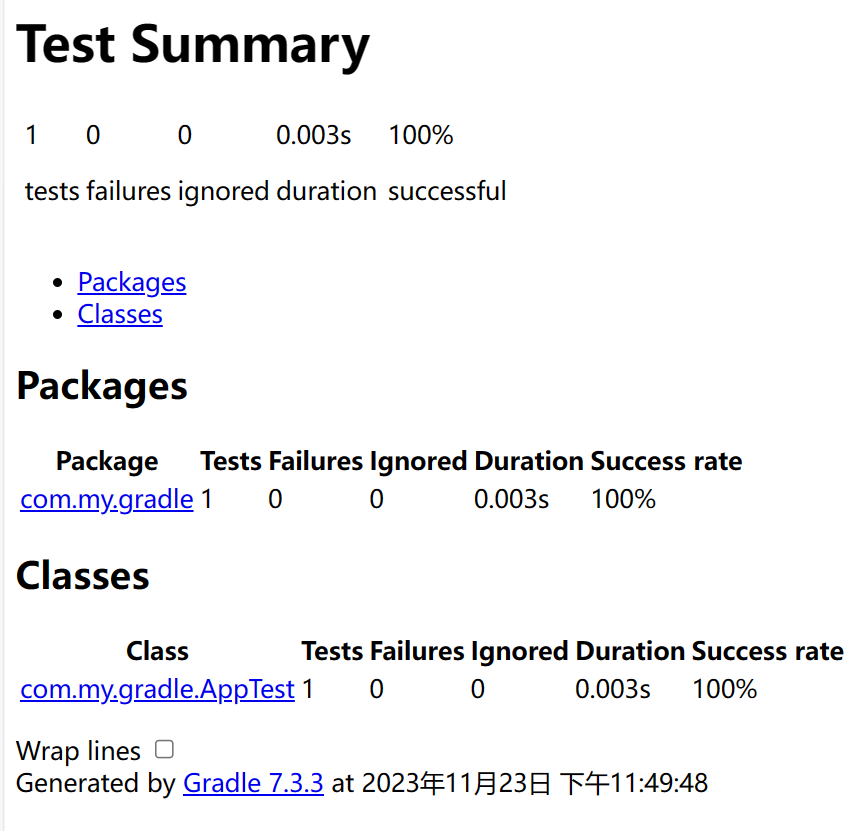 Test Summary
1 0 0 0.003s 100%
tests failures ignored duration successful
Packages
Classes
Packages
Package Tests Failures Ignored Duration Success rate
com.my.gradle 1 0 0 0.003s 100%
Classes
Class Tests Failures Ignored Duration Success rate
com.my.gradle.AppTest 1 0 0 0.003s 100%
Wrap lines
Generated by Gradle 7.3.3 at 2023年11月23日 下午11:49:48